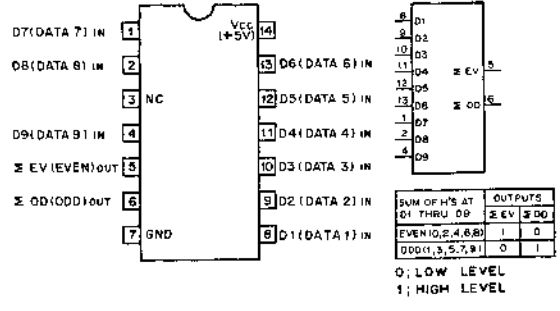 D7(DATA 7) IN 1
D8(DATA 8) IN 2
3 NC
D9(DATA 9) IN 4
Σ EV(EVEN)OUT 5
Σ OD(ODD)OUT 6
7 GND
VCC 14
(+5V)
13 D6(DATA 6) IN
12 D5(DATA 5) IN
11 D4(DATA 4) IN
10 D3(DATA 3) IN
9 D2(DATA 2) IN
8 D1(DATA 1) IN
8 D1
9 D2
10 D3
11 D4 Σ EV 5
12 D5
13 D6 Σ OD 6
1 D7
2 D8
4 D9
SUM OF H'S AT OUTPUTS
D1 THRU D9 Σ EV Σ OD
EVEN(0,2,4,6,8) 1 0
ODD(1,3,5,7,9) 0 1
0; LOW LEVEL
1; HIGH LEVEL